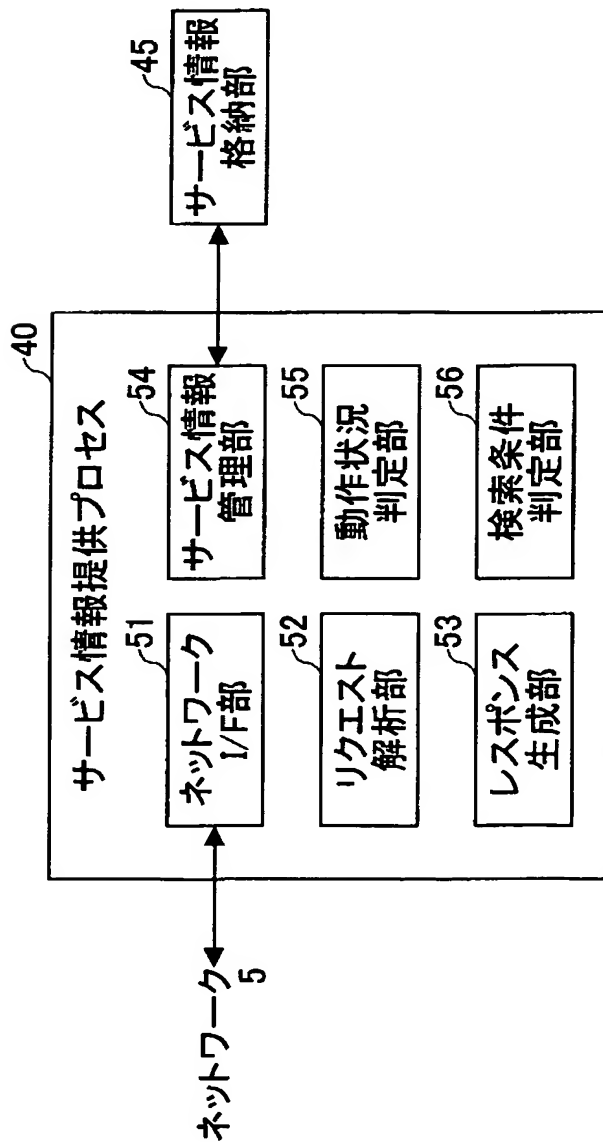 サービス情報提供プロセス
40
ネットワーク
5
ネットワーク
I/F部
51
リクエスト
解析部
52
レスポンス
生成部
53
サービス情報
管理部
54
動作状況
判定部
55
検索条件
判定部
56
サービス情報
格納部
45